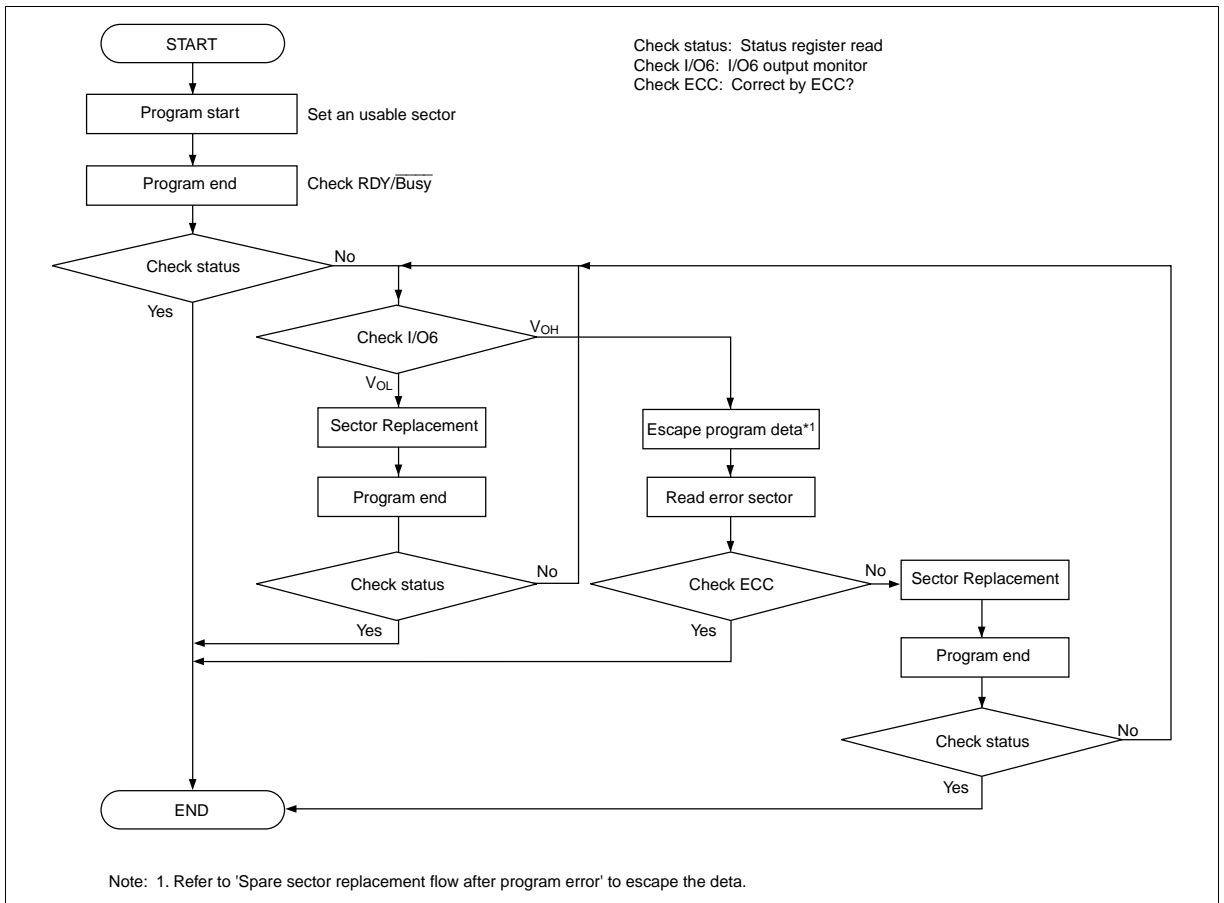 START
Check status: Status register read
Check I/O6: I/O6 output monitor
Check ECC: Correct by ECC?
Program start
Set an usable sector
Program end
Check RDY/Busy
Check status
No
Yes
Check I/O6
VOH
VOL
Sector Replacement
Escape program deta*1
Program end
Read error sector
Check status
No
Yes
Check ECC
No
Yes
Sector Replacement
Program end
Check status
No
Yes
END
Note: 1. Refer to 'Spare sector replacement flow after program error' to escape the deta.